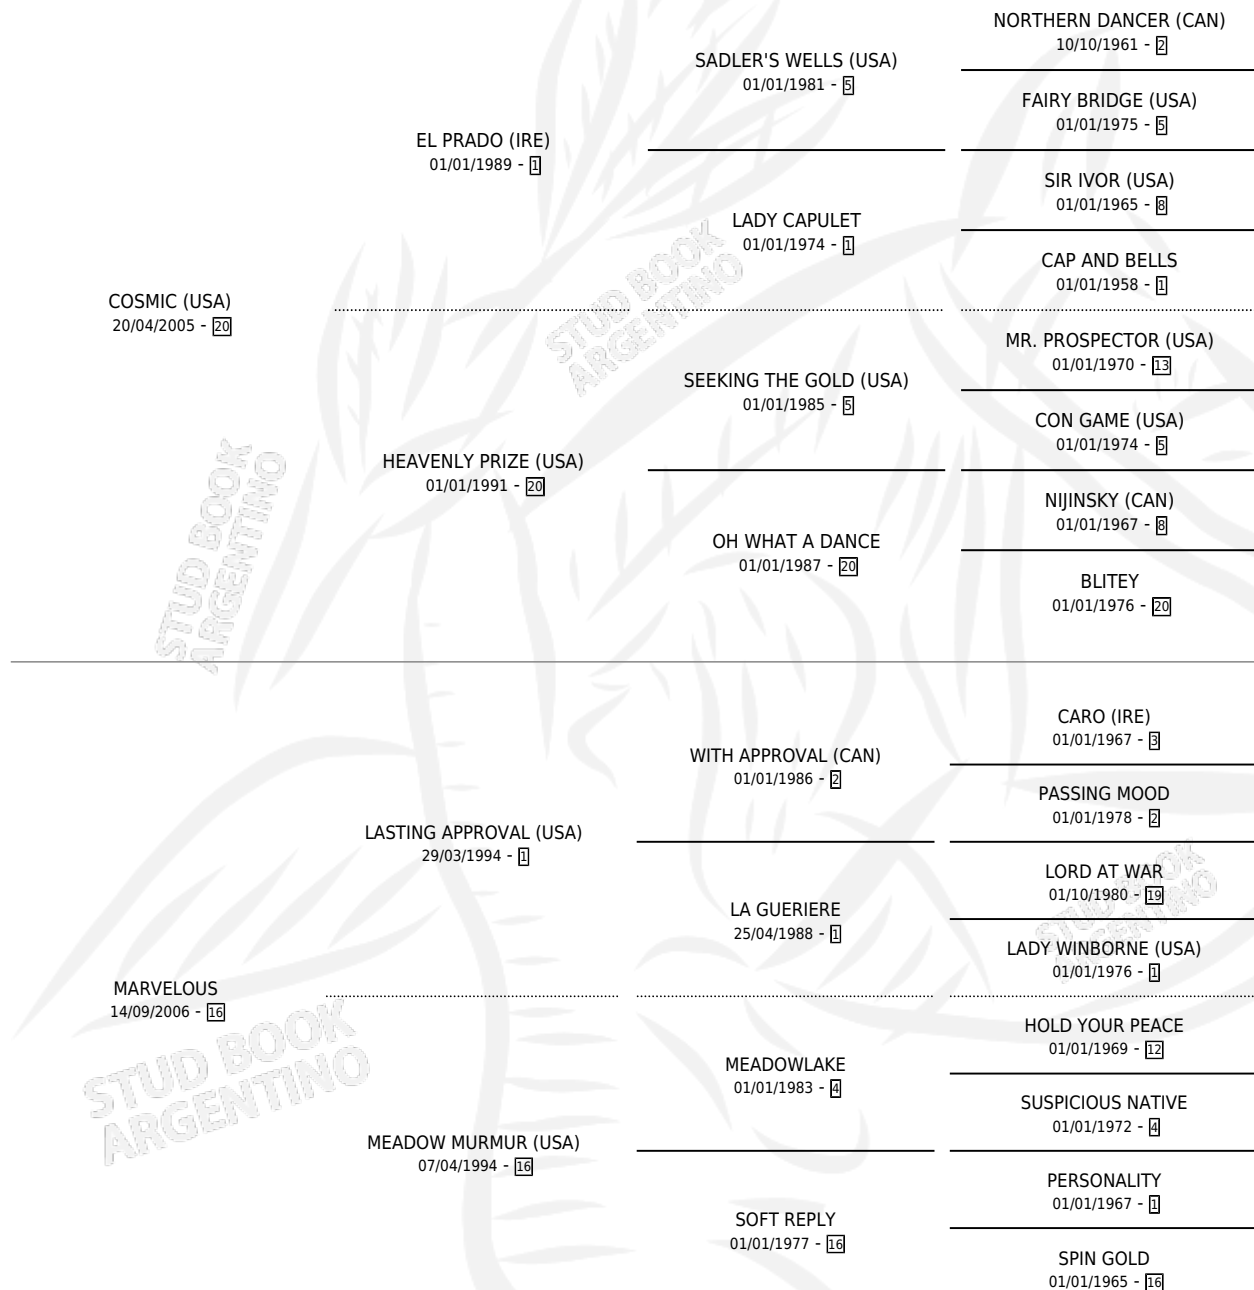 NORTHERN DANCER (CAN)
10/10/1961 - 2
SADLER'S WELLS (USA)
01/01/1981 - 5
FAIRY BRIDGE (USA)
01/01/1975 - 5
EL PRADO (IRE)
01/01/1989 - 1
SIR IVOR (USA)
01/01/1965 - 8
LADY CAPULET
01/01/1974 - 1
CAP AND BELLS
01/01/1958 - 1
COSMIC (USA)
20/04/2005 - 20
MR. PROSPECTOR (USA)
01/01/1970 - 13
SEEKING THE GOLD (USA)
01/01/1985 - 5
CON GAME (USA)
01/01/1974 - 5
HEAVENLY PRIZE (USA)
01/01/1991 - 20
NIJINSKY (CAN)
01/01/1967 - 8
OH WHAT A DANCE
01/01/1987 - 20
BLITEY
01/01/1976 - 20
CARO (IRE)
01/01/1967 - 3
WITH APPROVAL (CAN)
01/01/1986 - 2
PASSING MOOD
01/01/1978 - 2
LASTING APPROVAL (USA)
29/03/1994 - 1
LORD AT WAR
01/10/1980 - 19
LA GUERIERE
25/04/1988 - 1
LADY WINBORNE (USA)
01/01/1976 - 1
MARVELOUS
14/09/2006 - 16
HOLD YOUR PEACE
01/01/1969 - 12
MEADOWLAKE
01/01/1983 - 4
SUSPICIOUS NATIVE
01/01/1972 - 4
MEADOW MURMUR (USA)
07/04/1994 - 16
PERSONALITY
01/01/1967 - 1
SOFT REPLY
01/01/1977 - 16
SPIN GOLD
01/01/1965 - 16
STUD BOOK
ARGENTINO
STUD BOOK
ARGENTINO
STUD BOOK
ARGENTINO
STUD BOOK
ARGENTINO